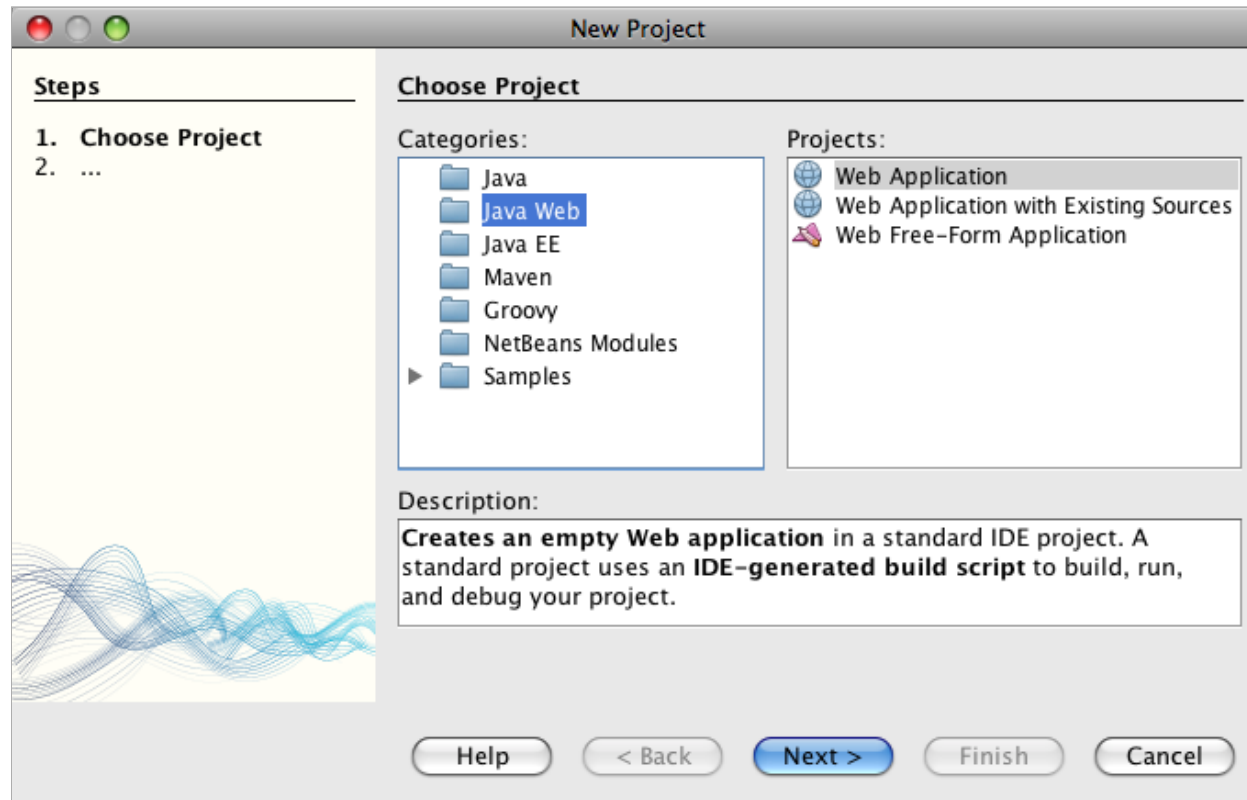 New Project
Steps
1. Choose Project
2. ...
Choose Project
Categories:
Java
Java Web
Java EE
Maven
Groovy
NetBeans Modules
Samples
Projects:
Web Application
Web Application with Existing Sources
Web Free-Form Application
Description:
Creates an empty Web application in a standard IDE project. A
standard project uses an IDE-generated build script to build, run,
and debug your project.
Help
< Back
Next >
Finish
Cancel